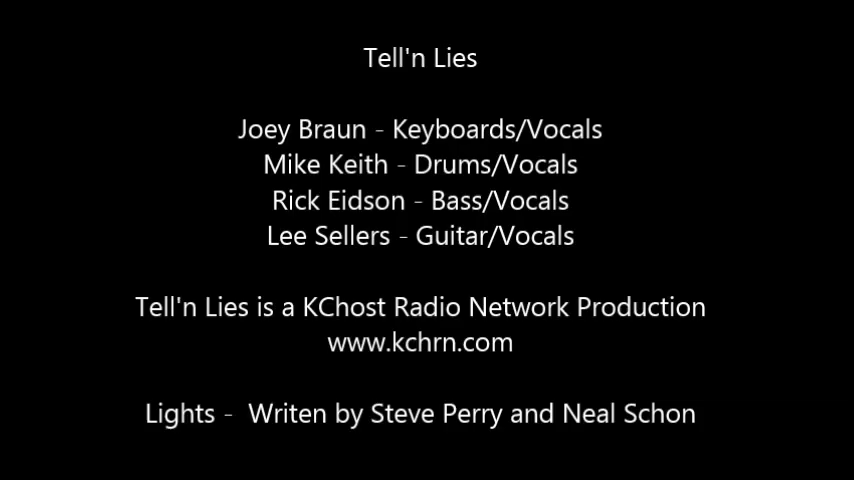 Tell'n Lies
Joey Braun - Keyboards/Vocals
Mike Keith - Drums/Vocals
Rick Eidson - Bass/Vocals
Lee Sellers - Guitar/Vocals
Tell'n Lies is a KChost Radio Network Production
www.kchrn.com
Lights -  Writen by Steve Perry and Neal Schon